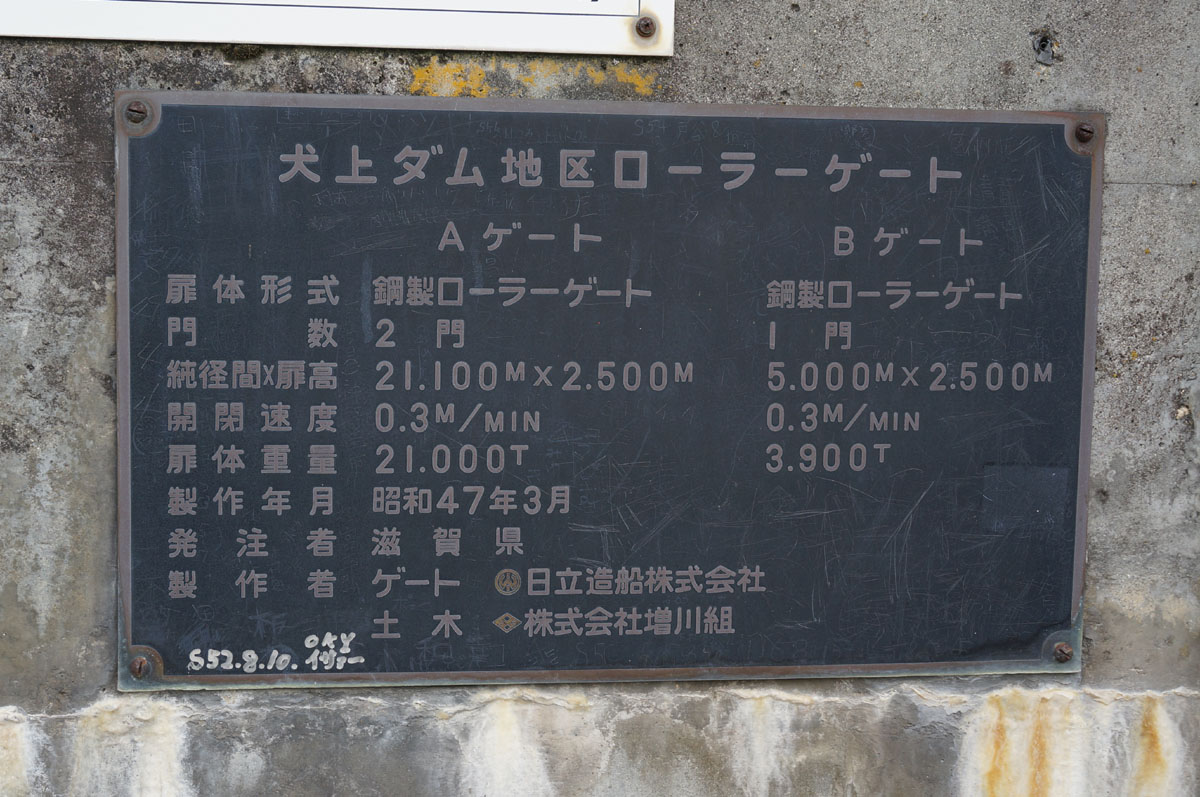 犬上ダム地区ローラーゲート
Aゲート Bゲート
扉体形式 鋼製ローラーゲート 鋼製ローラーゲート
門数 2門 1門
純径間×扉高 21.100M×2.500M 5.000M×2.500M
開閉速度 0.3M/MIN 0.3M/MIN
扉体重量 21.000T 3.900T
製作年月 昭和47年3月
発注者 滋賀県
製作者 ゲート 日立造船株式会社
土木 株式会社増川組
S52.8.10.